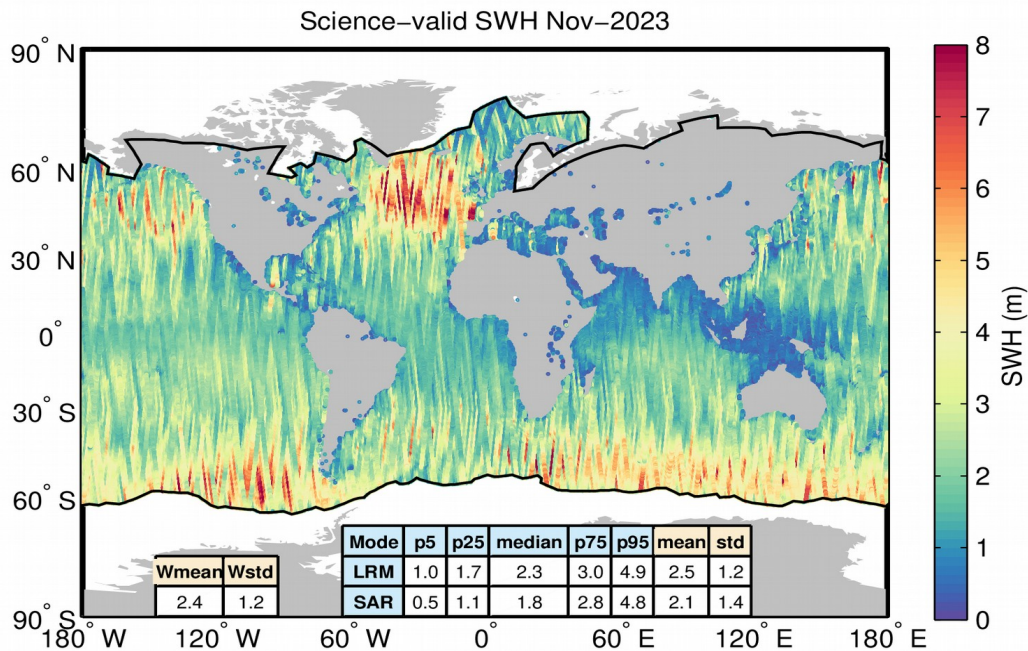 Science-valid SWH Nov-2023
90° N
60° N
30° N
0°
30° S
60° S
90° S
180° W
120° W
60° W
0°
60° E
120° E
180° E
8
7
6
5
4
3
2
1
0
SWH (m)
Wmean Wstd
2.4 1.2
Mode p5 p25 median p75 p95 mean std
LRM 1.0 1.7 2.3 3.0 4.9 2.5 1.2
SAR 0.5 1.1 1.8 2.8 4.8 2.1 1.4